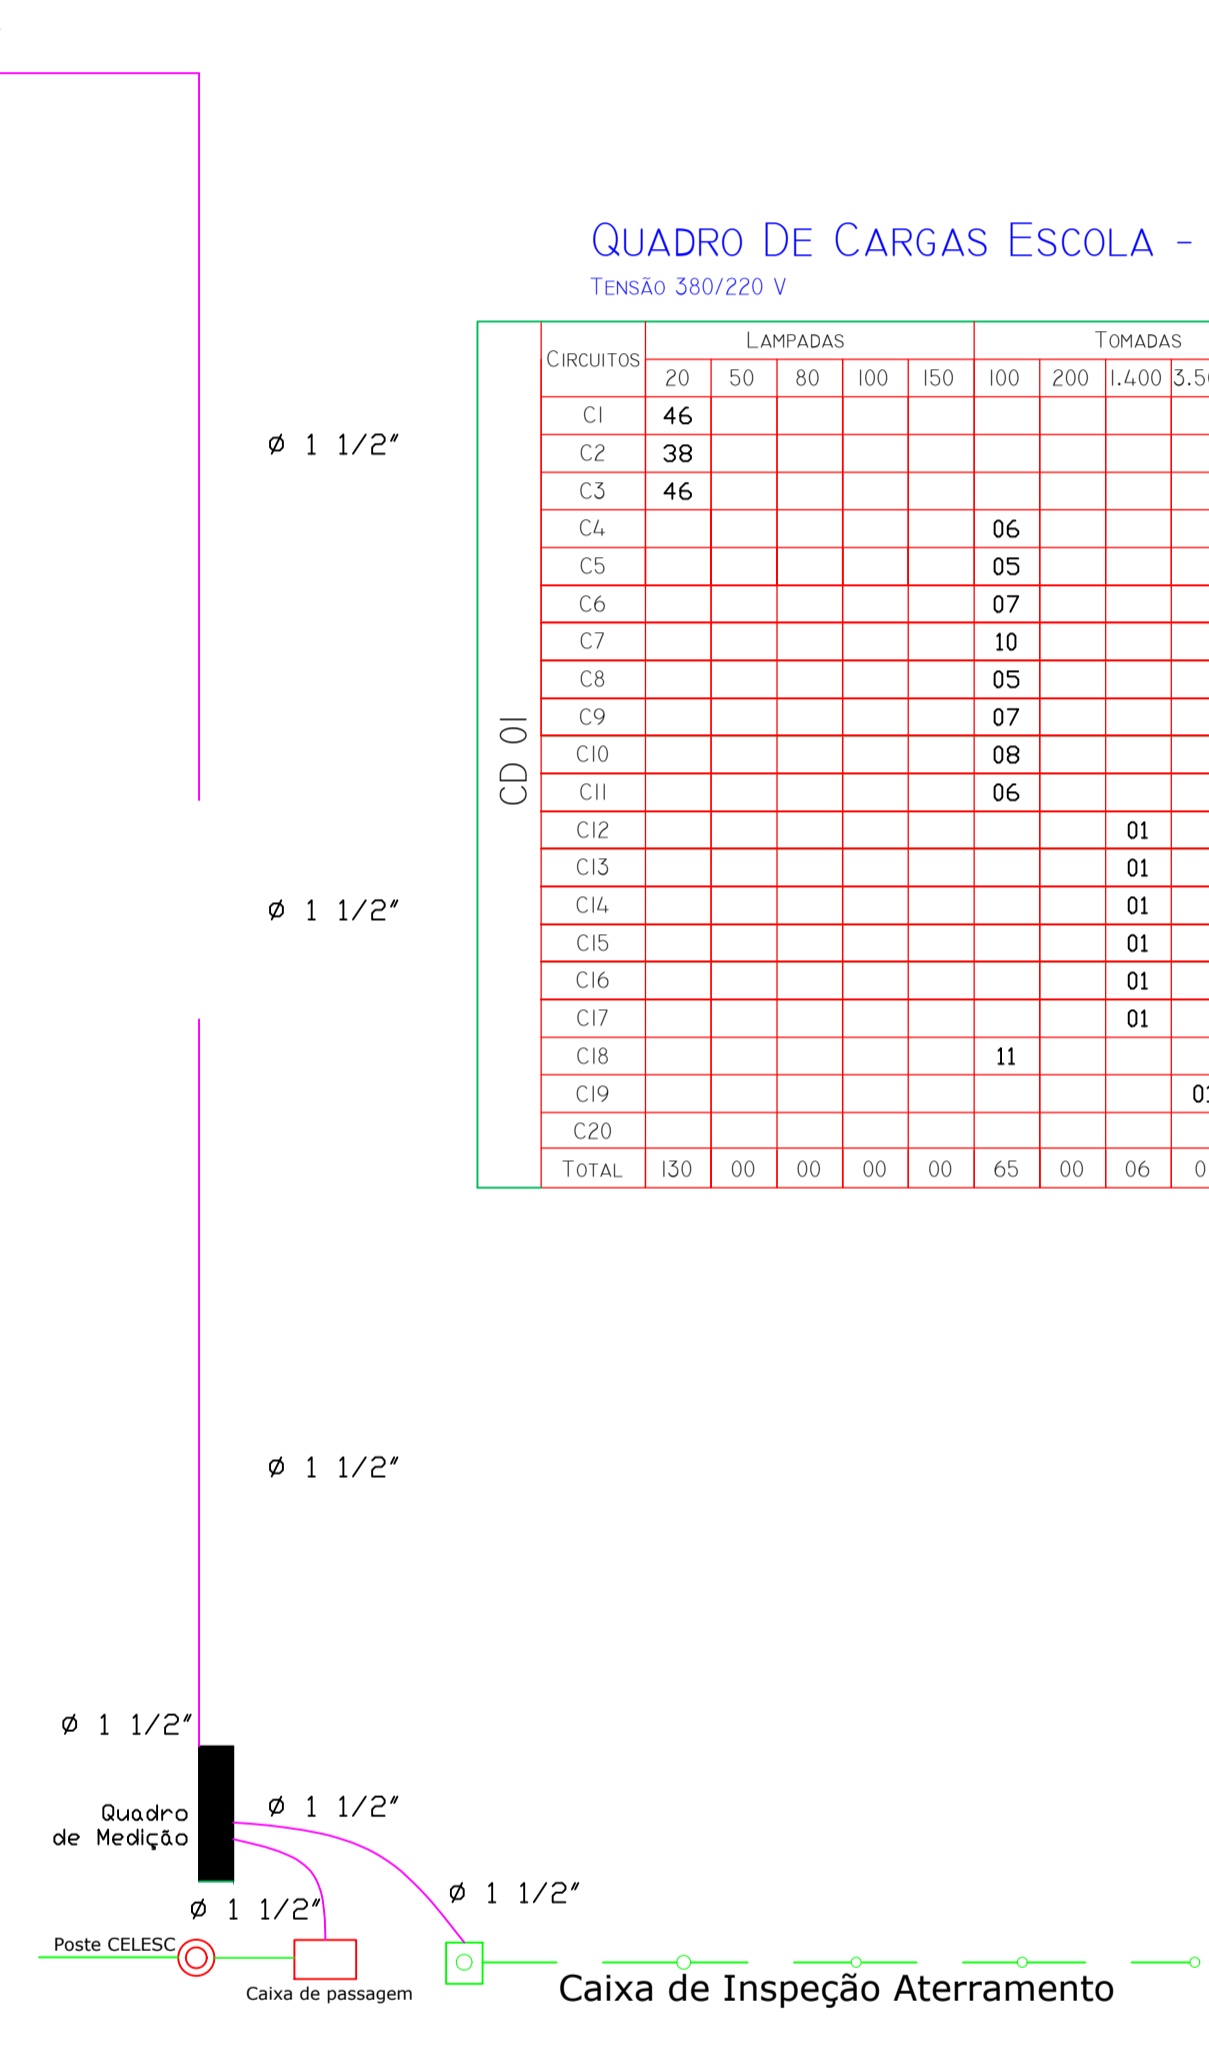 QUADRO DE CARGAS ESCOLA -
TENSÃO 380/220 V
CIRCUITOS LAMPADAS TOMADAS
20 50 80 100 150 100 200 1.400
C1 46
C2 38
C3 46
C4 06
C5 05
C6 07
C7 10
C8 05
C9 07
C10 08
C11 06
C12 01
C13 01
C14 01
C15 01
C16 01
C17 01
C18 11
C19
C20
TOTAL 130 00 00 00 00 65 00 06
CD 01
Ø 1 1/2"
Ø 1 1/2"
Ø 1 1/2"
Ø 1 1/2"
Quadro
de Medição
Ø 1 1/2"
Ø 1 1/2"
Ø 1 1/2"
Poste CELESC
Caixa de passagem
Caixa de Inspeção Aterramento